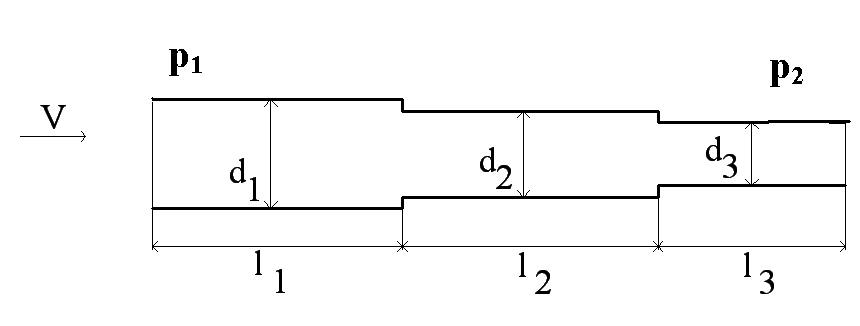 p₁
p₂
V
d₁
d₂
d₃
l₁
l₂
l₃